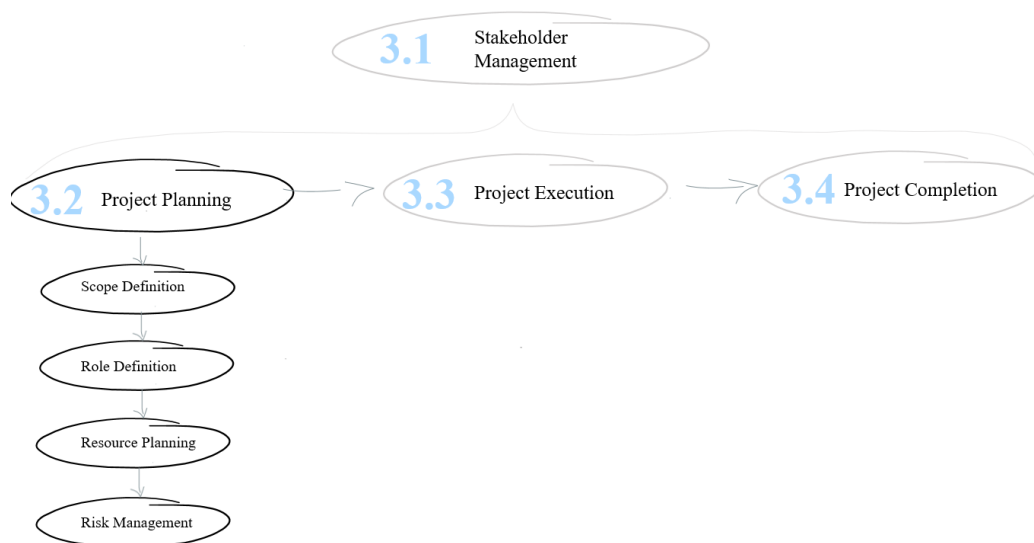 3.1 Stakeholder
Management
3.2 Project Planning
3.3 Project Execution
3.4 Project Completion
Scope Definition
Role Definition
Resource Planning
Risk Management